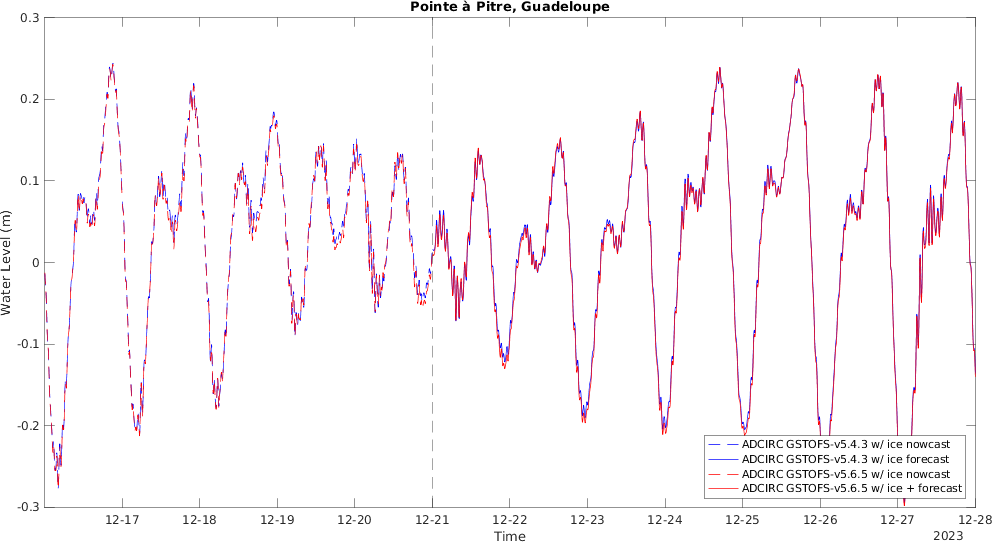 Pointe à Pitre, Guadeloupe
0.3
0.2
0.1
0
-0.1
-0.2
-0.3
Water Level (m)
ADCIRC GSTOFS-v5.4.3 w/ ice nowcast
ADCIRC GSTOFS-v5.4.3 w/ ice forecast
ADCIRC GSTOFS-v5.6.5 w/ ice nowcast
ADCIRC GSTOFS-v5.6.5 w/ ice + forecast
12-17 12-18 12-19 12-20 12-21 12-22 12-23 12-24 12-25 12-26 12-27 12-28
Time
2023